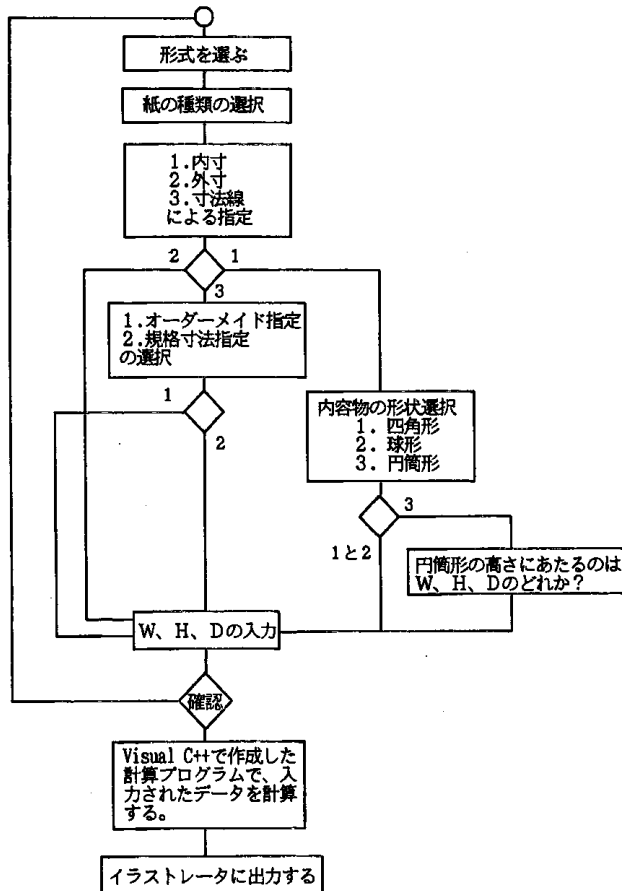 形式を選ぶ
紙の種類の選択
1.内寸
2.外寸
3.寸法線
による指定
2
1
3
1.オーダーメイド指定
2.規格寸法指定
の選択
1
2
内容物の形状選択
1. 四角形
2. 球形
3. 円筒形
3
1と2
円筒形の高さにあたるのは
W、H、Dのどれか？
W、H、Dの入力
確認
Visual C++で作成した
計算プログラムで、入
力されたデータを計算
する。
イラストレータに出力する